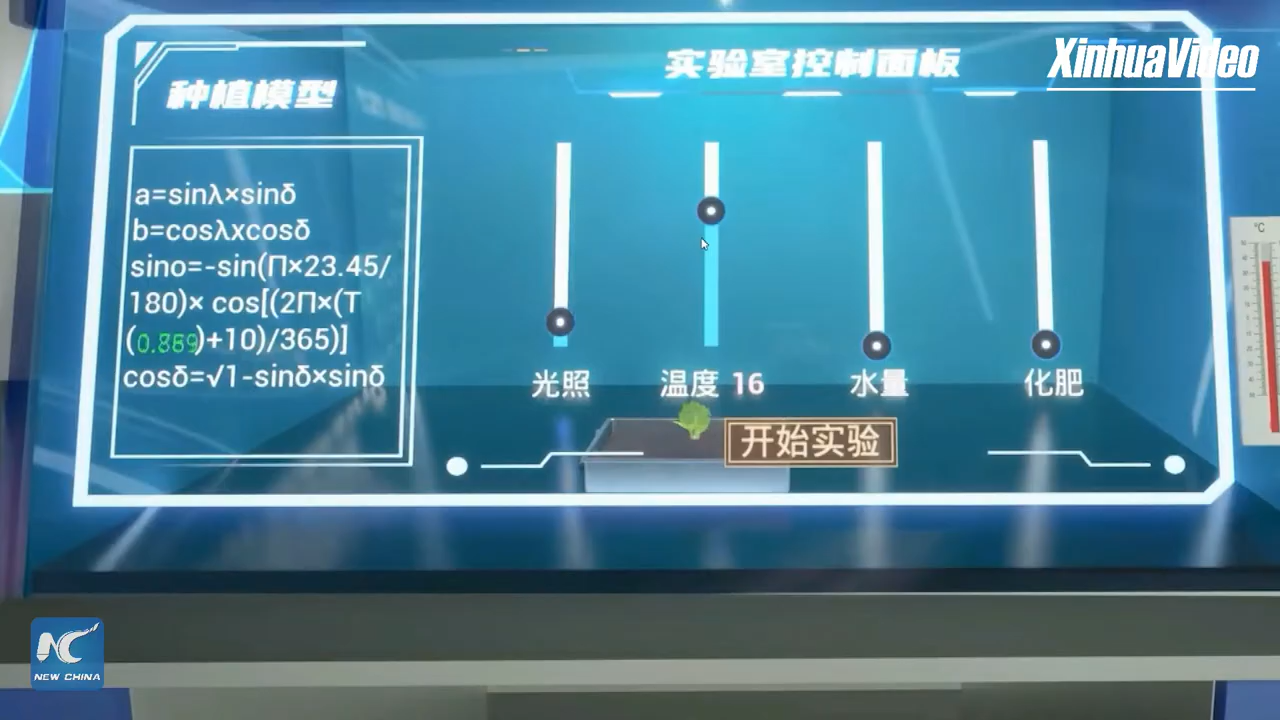 XinhuaVideo
实验室控制面板
种植模型
a=sinλ×sinδ
b=cosλxcosδ
sino=-sin(Π×23.45/
180)× cos[(2Π×(T
(0.869)+10)/365)]
cosδ=√1-sinδ×sinδ
光照
温度 16
水量
化肥
开始实验
°C
NC
NEW CHINA